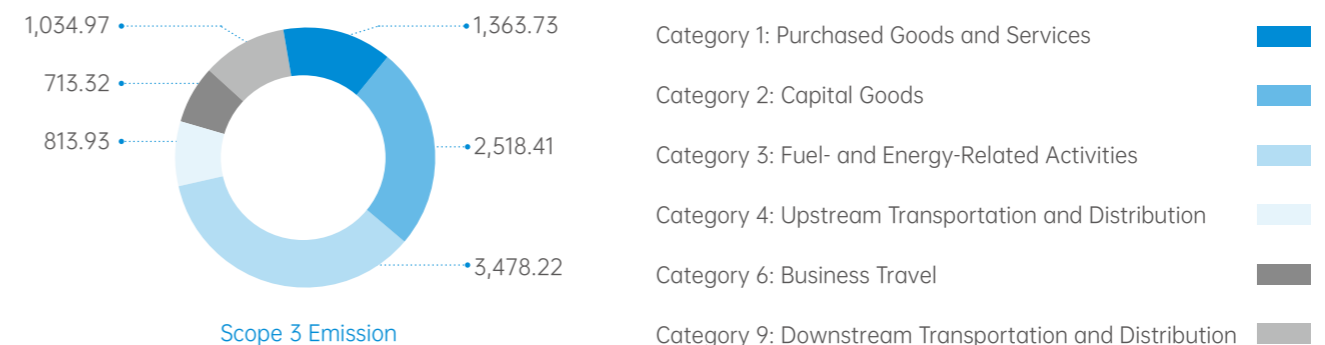 1,034.97
1,363.73
713.32
813.93
2,518.41
3,478.22
Scope 3 Emission
Category 1: Purchased Goods and Services
Category 2: Capital Goods
Category 3: Fuel- and Energy-Related Activities
Category 4: Upstream Transportation and Distribution
Category 6: Business Travel
Category 9: Downstream Transportation and Distribution